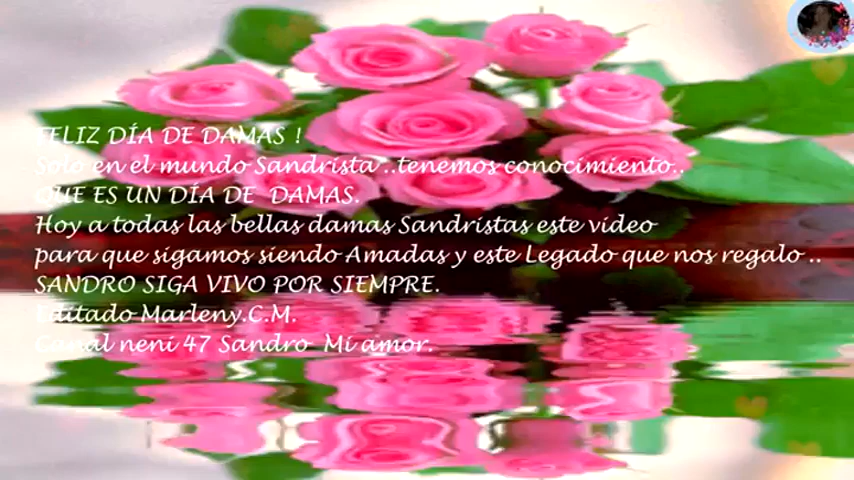 FELIZ DÍA DE DAMAS !
Solo en el mundo Sandrista ..tenemos conocimiento..
QUE ES UN DÍA DE DAMAS.
Hoy a todas las bellas damas Sandristas este video
para que sigamos siendo Amadas y este Legado que nos regalo ..
SANDRO SIGA VIVO POR SIEMPRE.
Editado Marleny.C.M.
Canal neni 47 Sandro Mi amor.